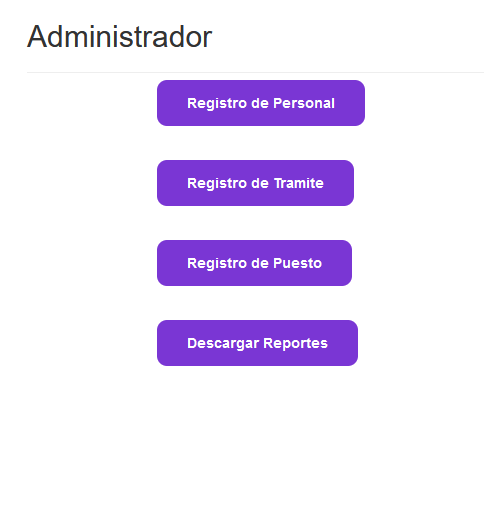 Administrador
Registro de Personal
Registro de Tramite
Registro de Puesto
Descargar Reportes